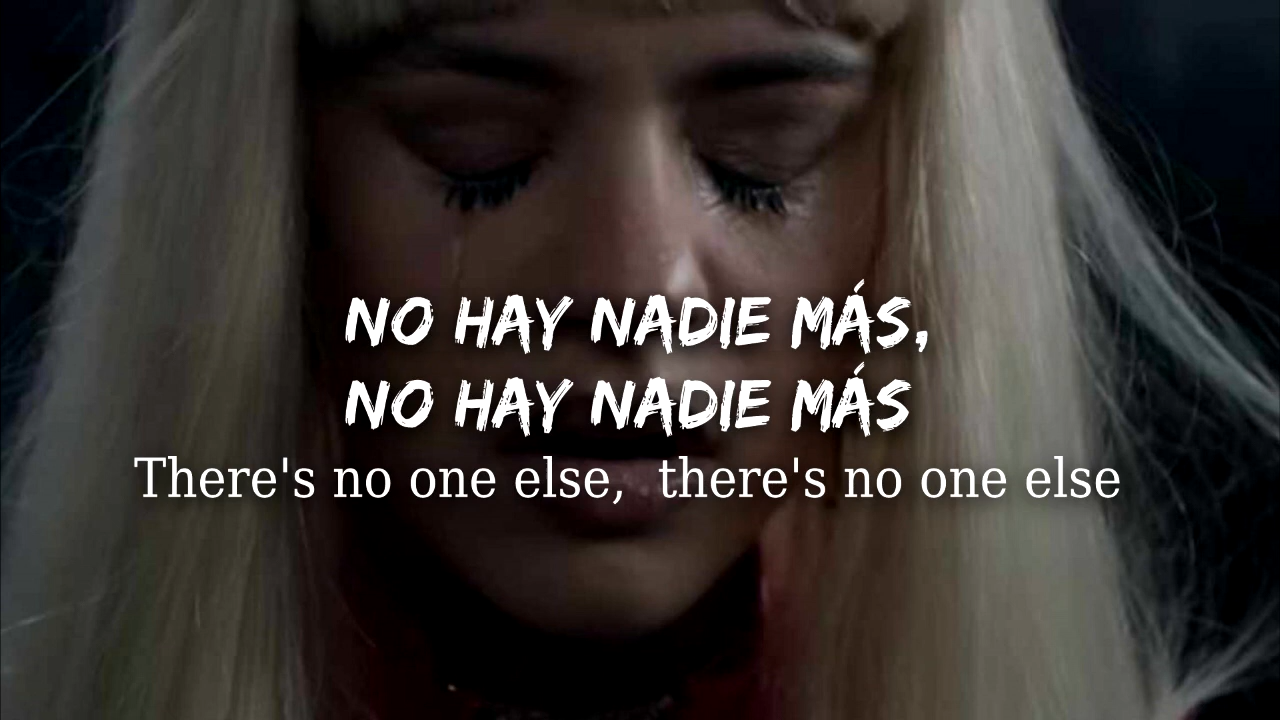 NO HAY NADIE MÁS,
NO HAY NADIE MÁS
There's no one else, there's no one else